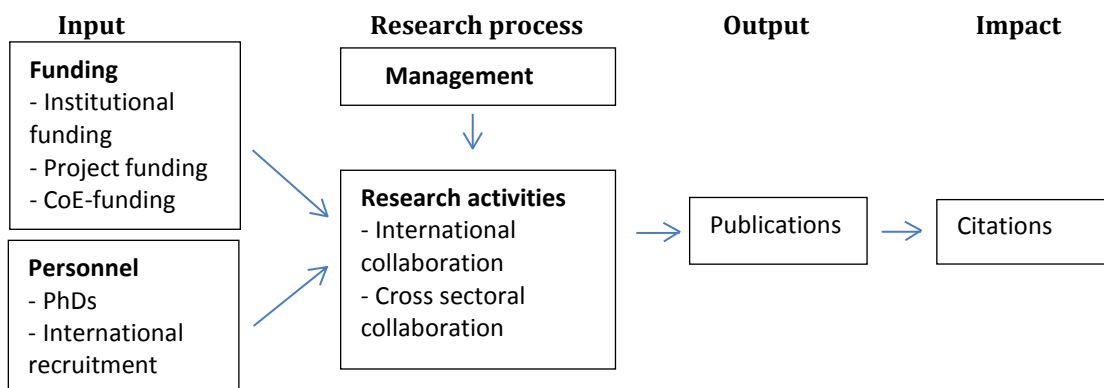 Input
Research process
Output
Impact
Funding
- Institutional
funding
- Project funding
- CoE-funding
Personnel
- PhDs
- International
recruitment
Management
Research activities
- International
collaboration
- Cross sectoral
collaboration
Publications
Citations